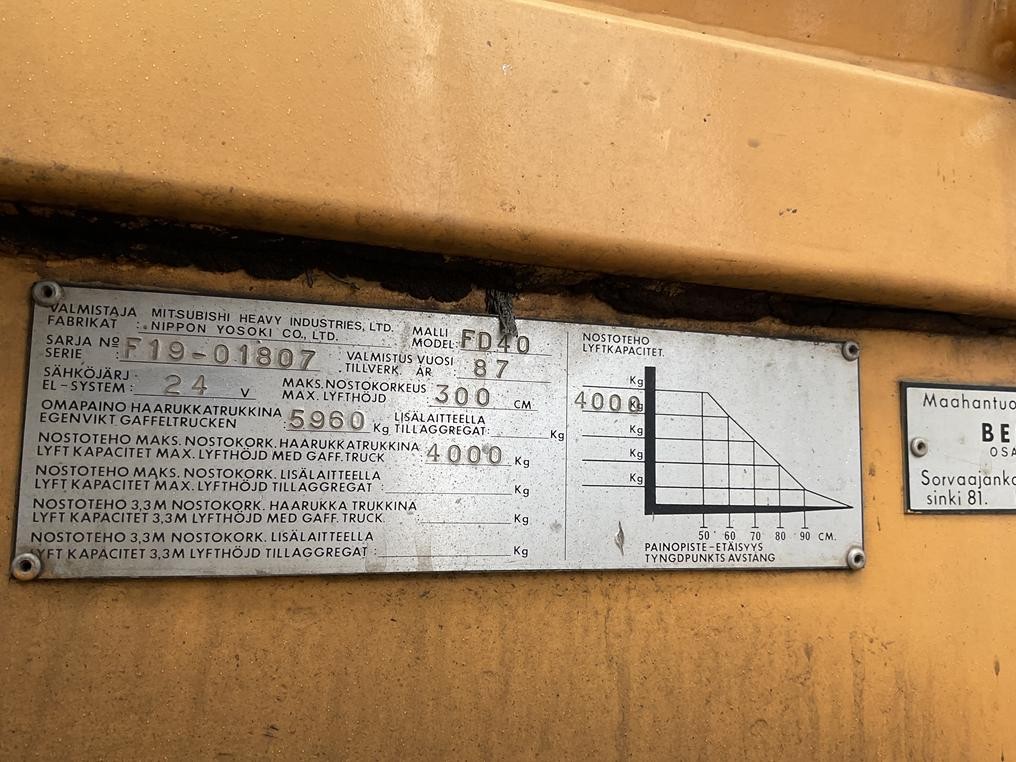 VALMISTAJA MITSUBISHI HEAVY INDUSTRIES, LTD.
FABRIKAT : NIPPON YOSOKI CO., LTD.
MALLI
MODEL: FD40
SARJA Nº
SERIE : F19-01807
VALMISTUS VUOSI
TILLVERK. ÅR : 87
SÄHKÖJÄRJ.
EL-SYSTEM : 24 V
MAKS. NOSTOKORKEUS
MAX. LYFTHÖJD : 300 CM
OMAPAINO HAARUKKATRUKKINA
EGENVIKT GAFFELTRUCKEN : 5960 Kg
LISÄLAITTEELLA
TILLAGGREGAT: Kg
NOSTOTEHO MAKS. NOSTOKORK. HAARUKKATRUKKINA
LYFT KAPACITET MAX. LYFTHÖJD MED GAFF. TRUCK 4000 Kg
NOSTOTEHO MAKS. NOSTOKORK. LISÄLAITTEELLA
LYFT KAPACITET MAX. LYFTHÖJD TILLAGGREGAT : Kg
NOSTOTEHO 3,3M NOSTOKORK. HAARUKKA TRUKKINA
LYFT KAPACITET 3,3M LYFTHÖJD MED GAFF. TRUCK. Kg
NOSTOTEHO 3,3M NOSTOKORK. LISÄLAITTEELLA
LYFT KAPACITET 3,3M LYFTHÖJD TILLAGGREGAT : Kg
NOSTOTEHO
LYFTKAPACITET.
Kg
4000 Kg
Kg
Kg
Kg
50 60 70 80 90 CM.
PAINOPISTE-ETÄISYYS
TYNGDPUNKTS AVSTANG
Maahantuo
BE
OSA
Sorvaajanka
sinki 81.